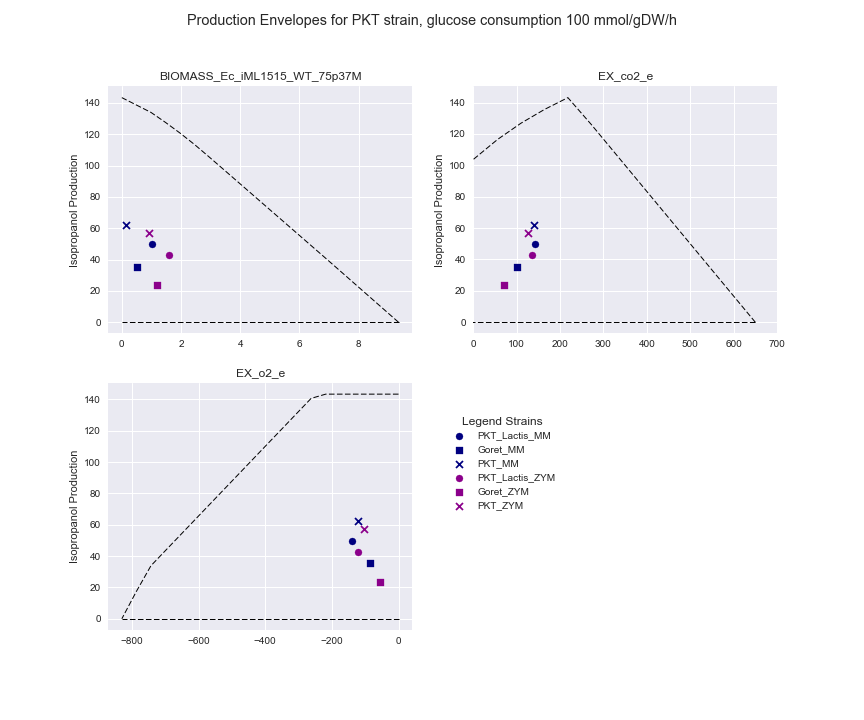 Production Envelopes for PKT strain, glucose consumption 100 mmol/gDW/h
BIOMASS_Ec_iML1515_WT_75p37M
Isopropanol Production
140
120
100
80
60
40
20
0
0 2 4 6 8
EX_co2_e
Isopropanol Production
140
120
100
80
60
40
20
0
0 100 200 300 400 500 600 700
EX_o2_e
Isopropanol Production
140
120
100
80
60
40
20
0
−800 −600 −400 −200 0
Legend Strains
PKT_Lactis_MM
Goret_MM
PKT_MM
PKT_Lactis_ZYM
Goret_ZYM
PKT_ZYM